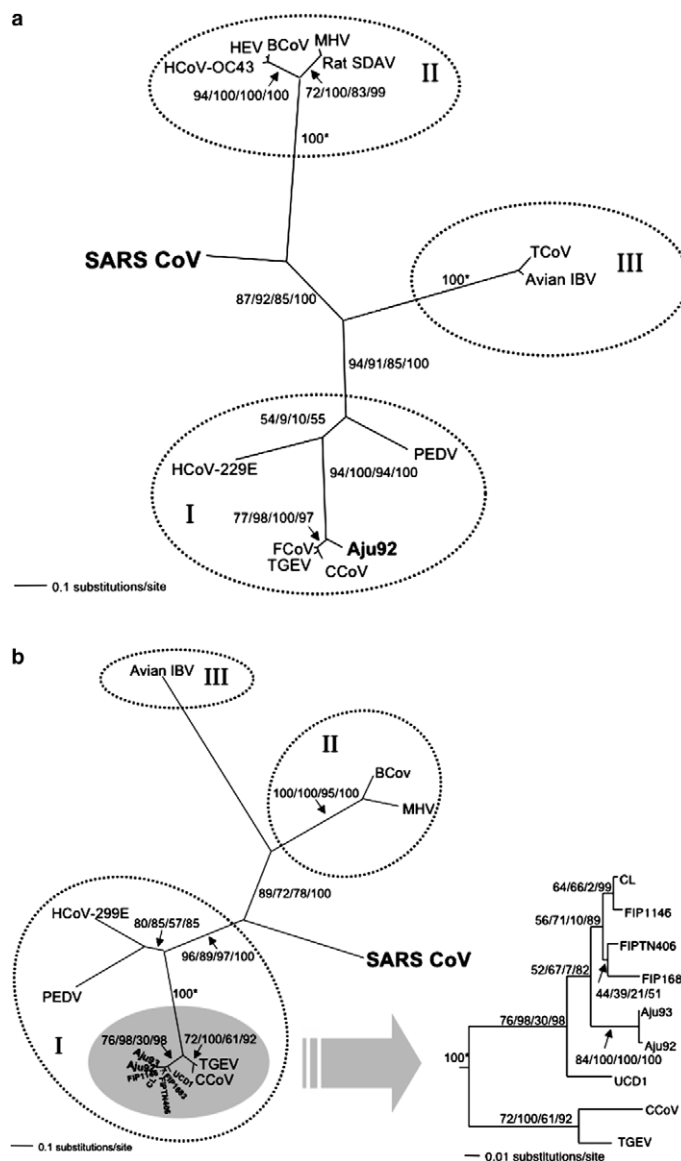 a
HEV BCoV MHV
HCoV-OC43 Rat SDAV
94/100/100/100 72/100/83/99
II
100*
SARS CoV
TCoV
Avian IBV
III
100*
87/92/85/100
94/91/85/100
54/9/10/55
HCoV-229E
PEDV
94/100/94/100
I
77/98/100/97
FCoV Aju92
TGEV CCoV
0.1 substitutions/site
b
Avian IBV III
II
BCov
100/100/95/100
MHV
89/72/78/100
HCoV-299E
80/85/57/85
96/89/97/100
SARS CoV
PEDV
100*
I
76/98/30/98 72/100/61/92
Aju93
Aju92
UCD1
TGEV
CCoV
FIPTN406
0.1 substitutions/site
64/66/2/99
CL
FIP1146
56/71/10/89
FIPTN406
52/67/7/82
FIP168
44/39/21/51
Aju93
76/98/30/98
Aju92
84/100/100/100
100*
UCD1
CCoV
72/100/61/92
TGEV
0.01 substitutions/site